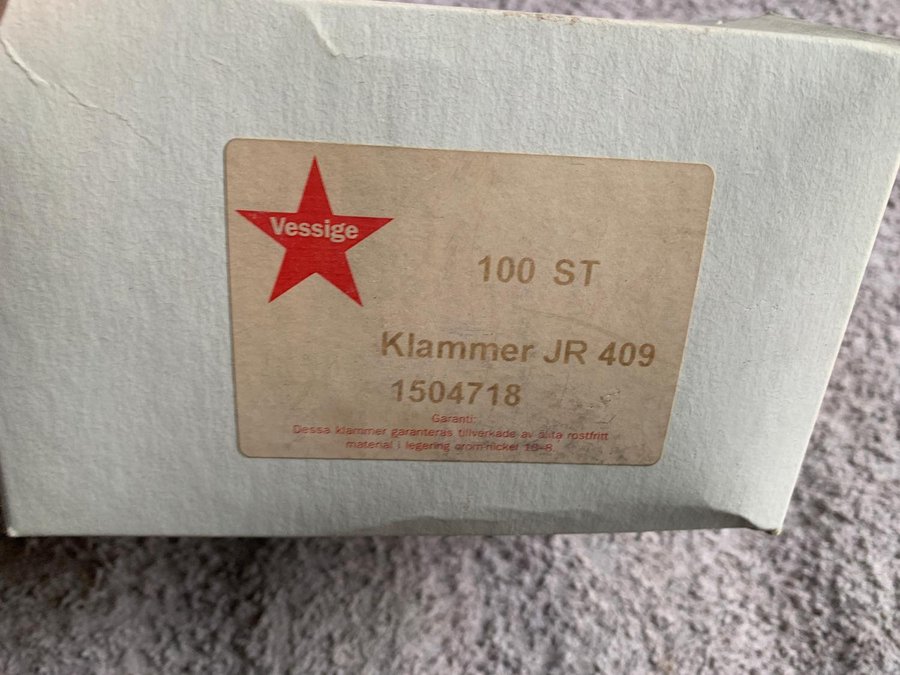 Vessige
100 ST
Klammer JR 409
1504718
Garanti:
Dessa klammer garanteras tillverkade av äkta rostfritt
material i legering crom-nickel 18-8.